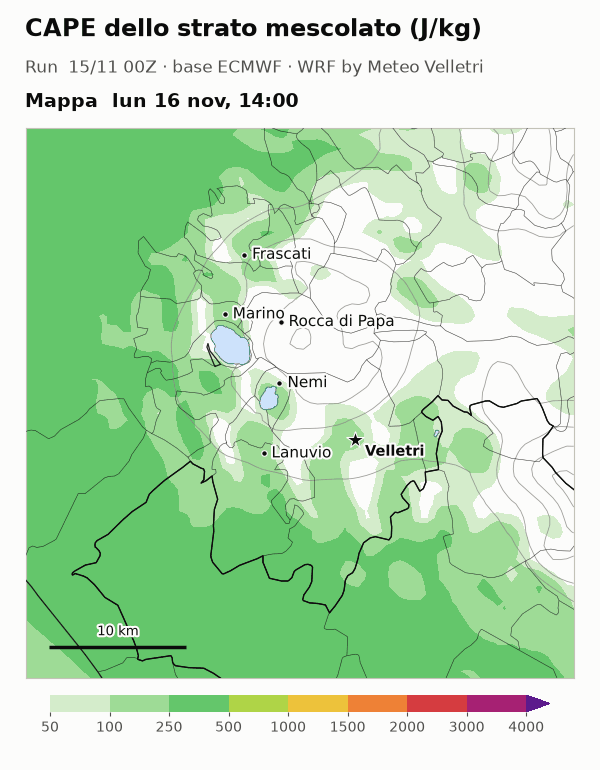 CAPE dello strato mescolato (J/kg)
Run  15/11 00Z · base ECMWF · WRF by Meteo Velletri
Mappa  lun 16 nov, 14:00
Frascati
Marino
Rocca di Papa
Nemi
Velletri
Lanuvio
10 km
50 100 250 500 1000 1500 2000 3000 4000